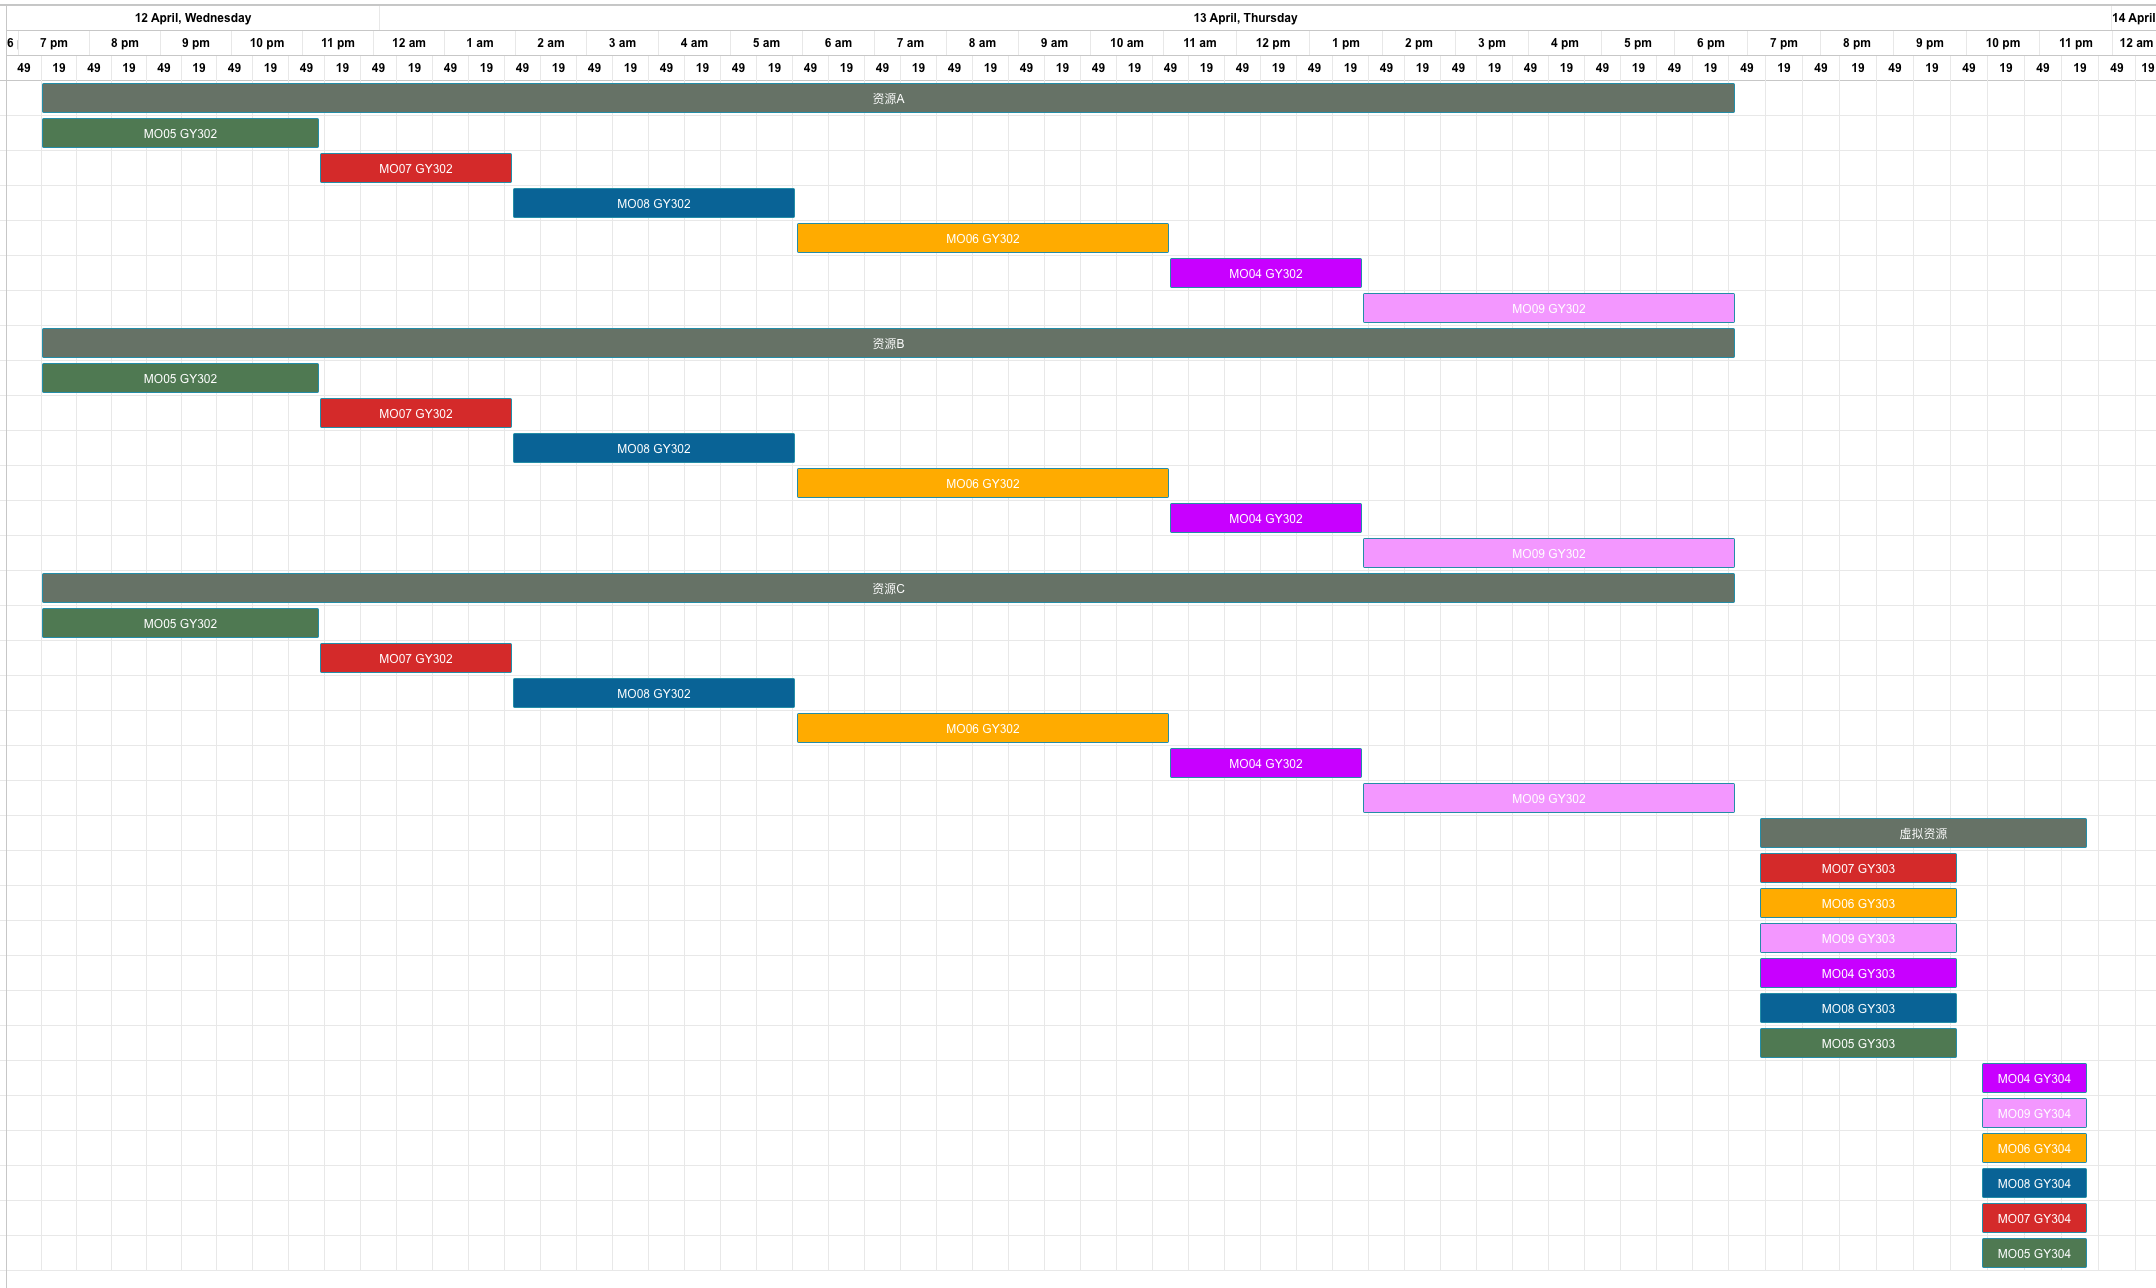 12 April, Wednesday 13 April, Thursday 14 April
6 7 pm 8 pm 9 pm 10 pm 11 pm 12 am 1 am 2 am 3 am 4 am 5 am 6 am 7 am 8 am 9 am 10 am 11 am 12 pm 1 pm 2 pm 3 pm 4 pm 5 pm 6 pm 7 pm 8 pm 9 pm 10 pm 11 pm 12 am
49 19 49 19 49 19 49 19 49 19 49 19 49 19 49 19 49 19 49 19 49 19 49 19 49 19 49 19 49 19 49 19 49 19 49 19 49 19 49 19 49 19 49 19 49 19 49 19 49 19 49 19 49 19 49 19 49 19 49 19
资源A
MO05 GY302
MO07 GY302
MO08 GY302
MO06 GY302
MO04 GY302
MO09 GY302
资源B
MO05 GY302
MO07 GY302
MO08 GY302
MO06 GY302
MO04 GY302
MO09 GY302
资源C
MO05 GY302
MO07 GY302
MO08 GY302
MO06 GY302
MO04 GY302
MO09 GY302
虚拟资源
MO07 GY303
MO06 GY303
MO09 GY303
MO04 GY303
MO08 GY303
MO05 GY303
MO04 GY304
MO09 GY304
MO06 GY304
MO08 GY304
MO07 GY304
MO05 GY304